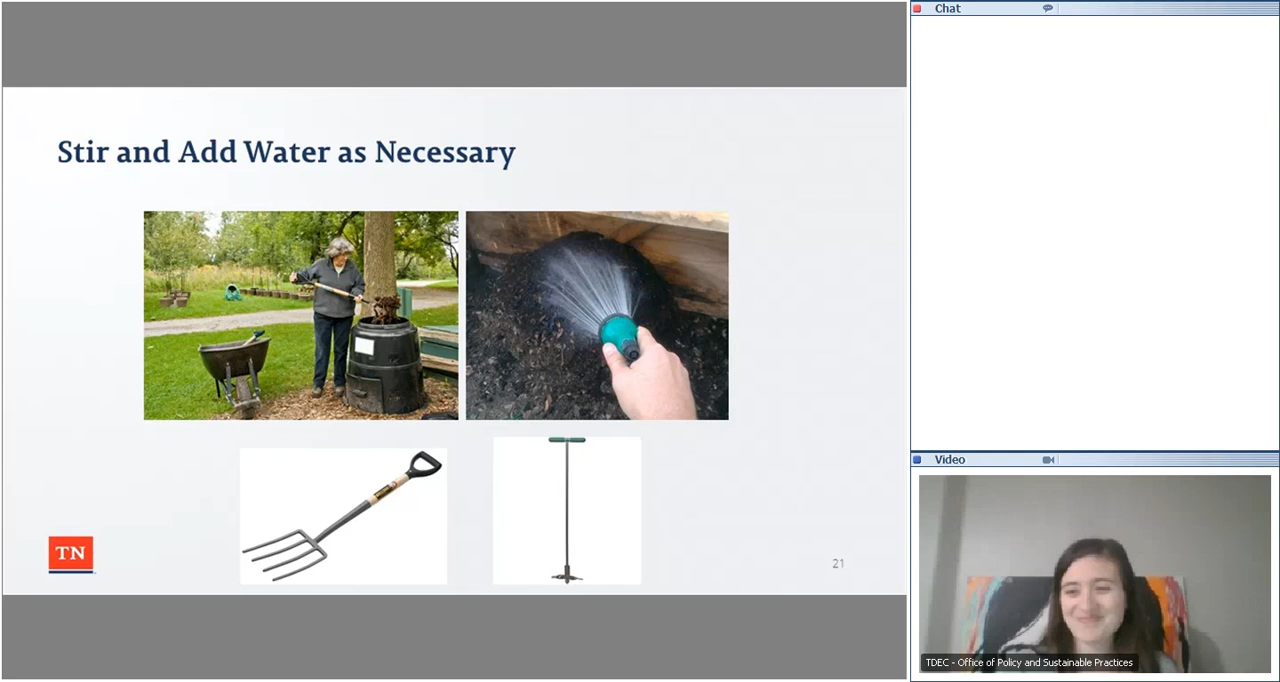 Chat
Stir and Add Water as Necessary
TN
21
Video
TDEC - Office of Policy and Sustainable Practices